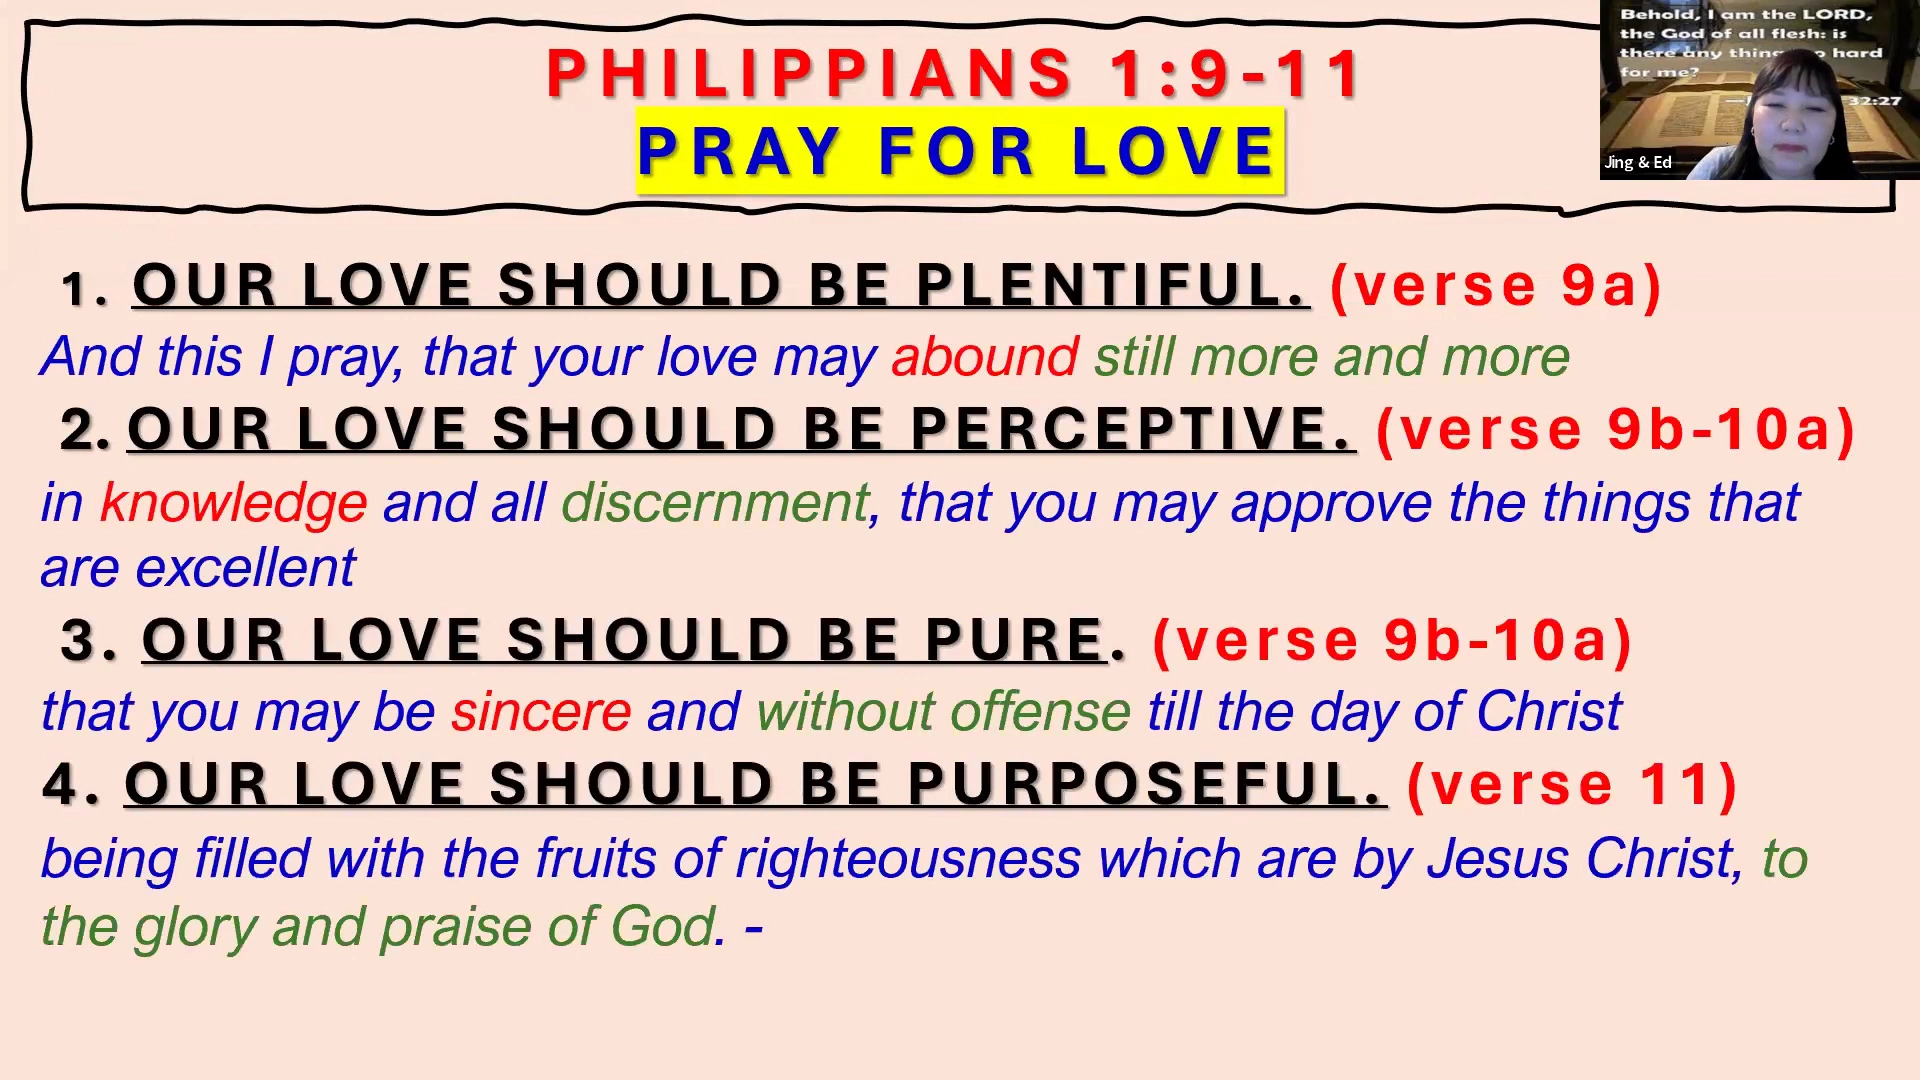 PHILIPPIANS 1:9-11
PRAY FOR LOVE
Behold, I am the LORD,
the God of all flesh: is
there any thing hard
for me?
32:27
Jing & Ed
1. OUR LOVE SHOULD BE PLENTIFUL. (verse 9a)
And this I pray, that your love may abound still more and more
2. OUR LOVE SHOULD BE PERCEPTIVE. (verse 9b-10a)
in knowledge and all discernment, that you may approve the things that
are excellent
3. OUR LOVE SHOULD BE PURE. (verse 9b-10a)
that you may be sincere and without offense till the day of Christ
4. OUR LOVE SHOULD BE PURPOSEFUL. (verse 11)
being filled with the fruits of righteousness which are by Jesus Christ, to
the glory and praise of God. -